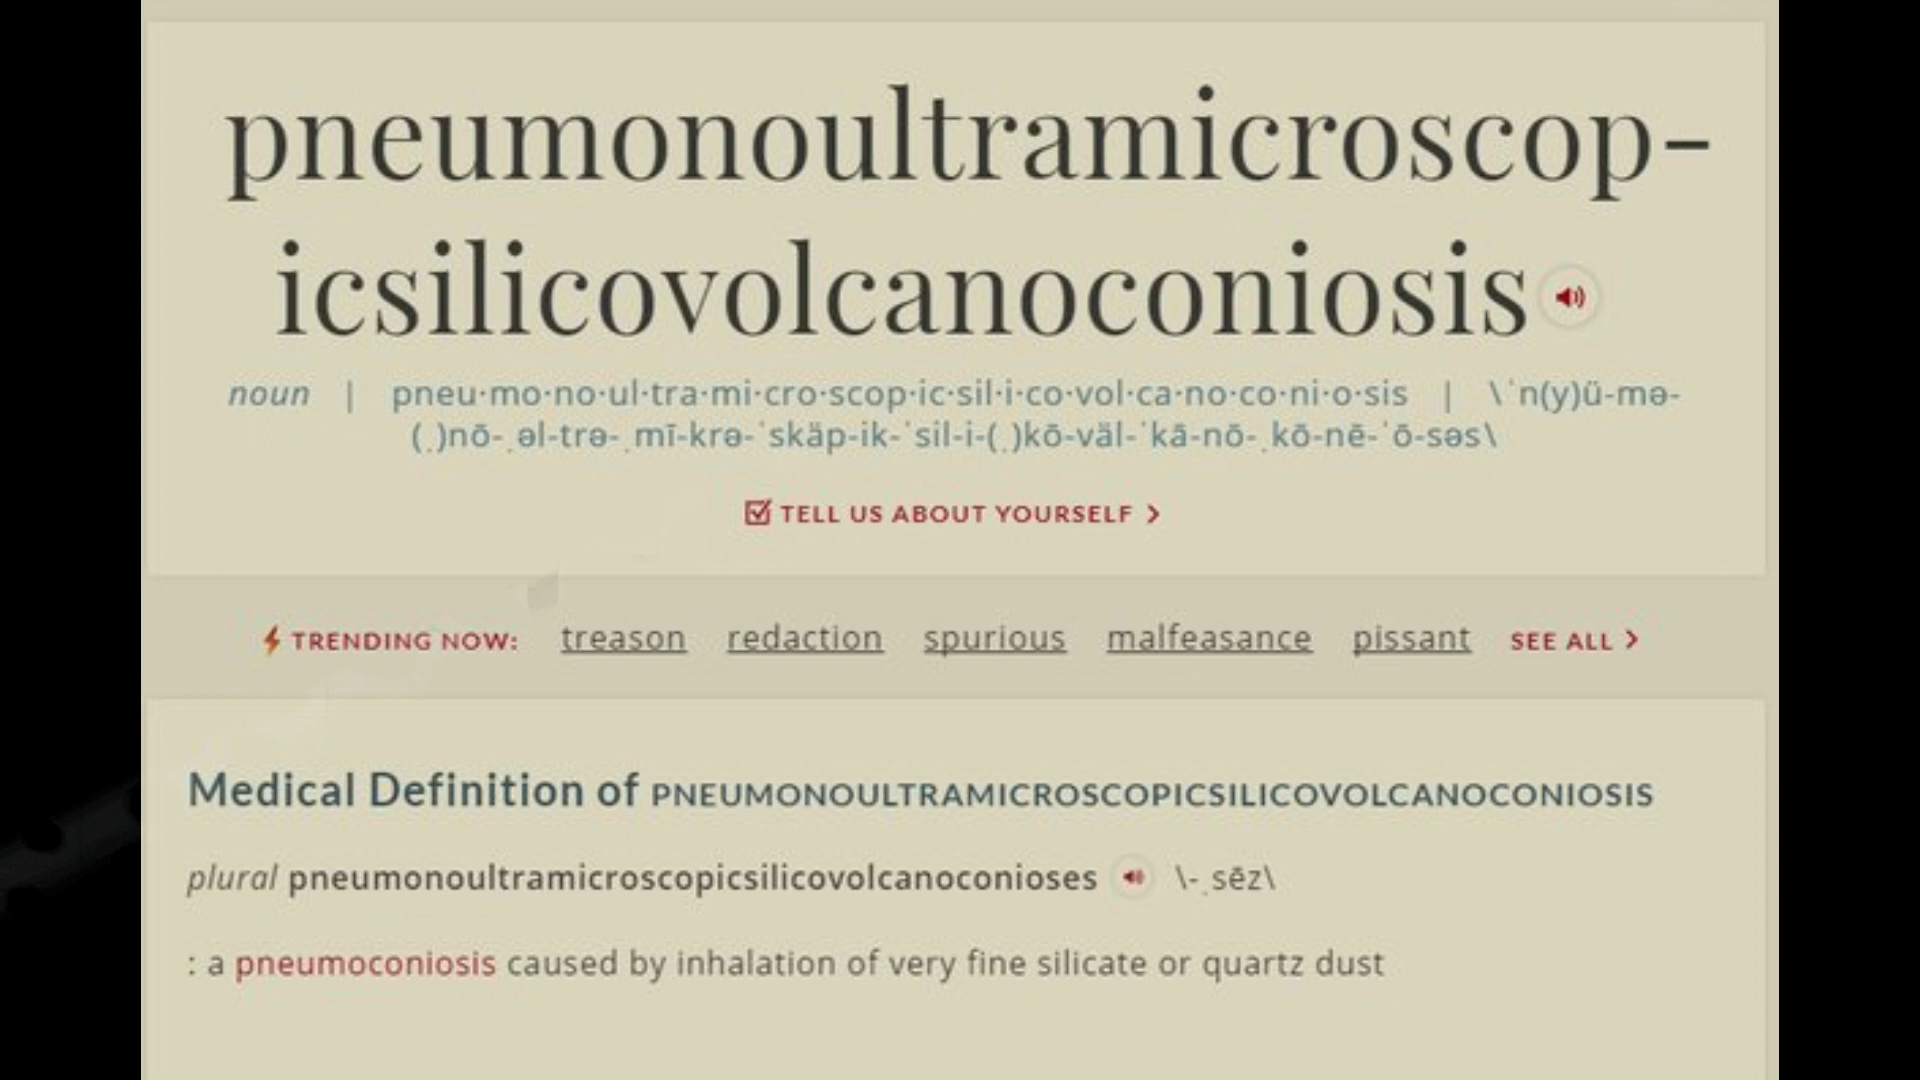 pneumonoultramicroscop-
icsilicovolcanoconiosis
noun | pneu·mo·no·ul·tra·mi·cro·scop·ic·sil·i·co·vol·ca·no·co·ni·o·sis | \ˈn(y)ü-mə-
(ˌ)nō-ˌəl-trə-ˌmī-krə-ˈskäp-ik-ˈsil-i-(ˌ)kō-väl-ˈkā-nō-ˌkō-nē-ˈō-səs\
TELL US ABOUT YOURSELF >
TRENDING NOW: treason redaction spurious malfeasance pissant SEE ALL >
Medical Definition of PNEUMONOULTRAMICROSCOPICSILICOVOLCANOCONIOSIS
plural pneumonoultramicroscopicsilicovolcanoconioses \-ˌsēz\
: a pneumoconiosis caused by inhalation of very fine silicate or quartz dust